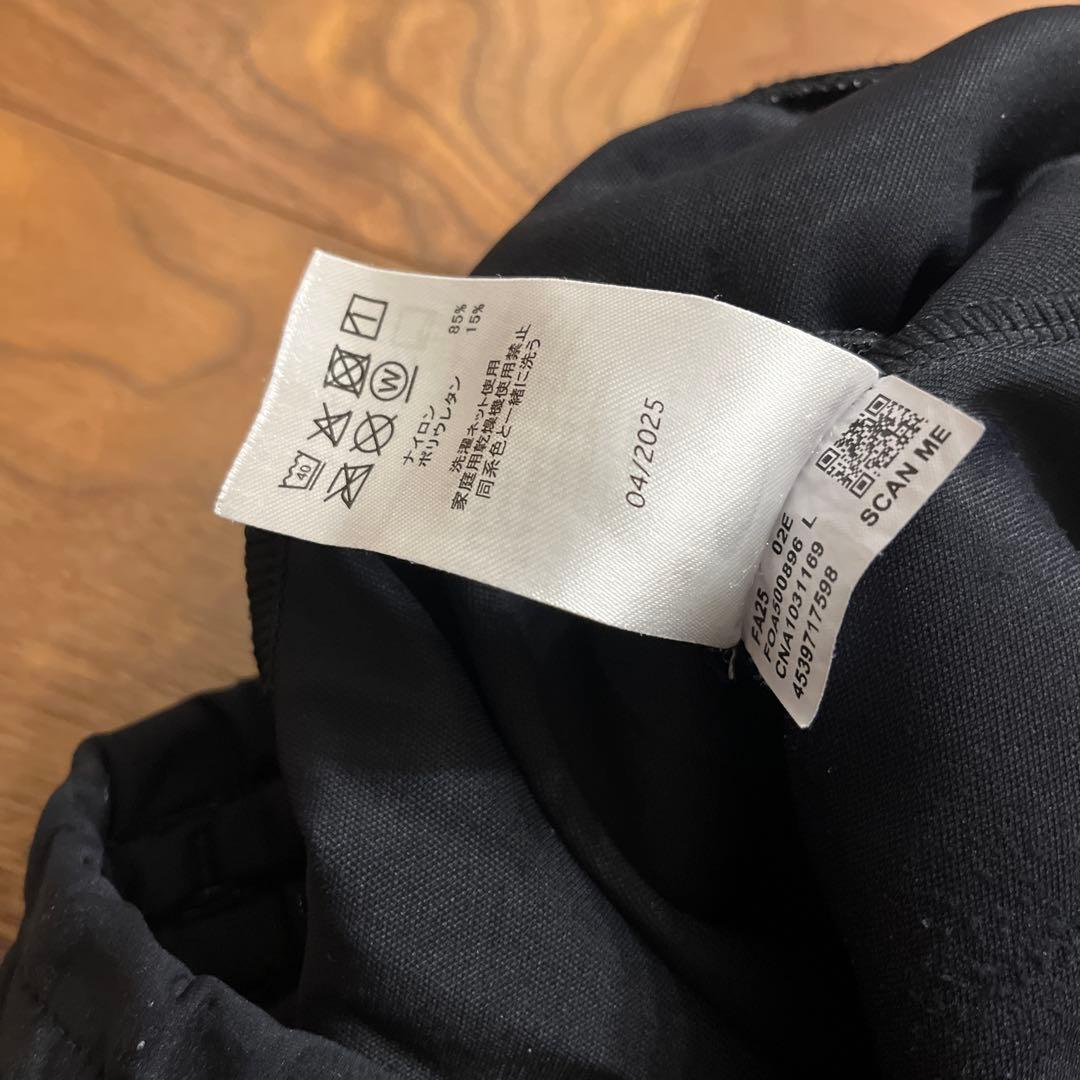 40
W
ナイロン 85%
ポリウレタン 15%
洗濯ネット使用
家庭用乾燥機使用禁止
同系色と一緒に洗う
04/2025
FA25 02E
FOA500896 L
CNA1031169
4539717598
SCAN ME